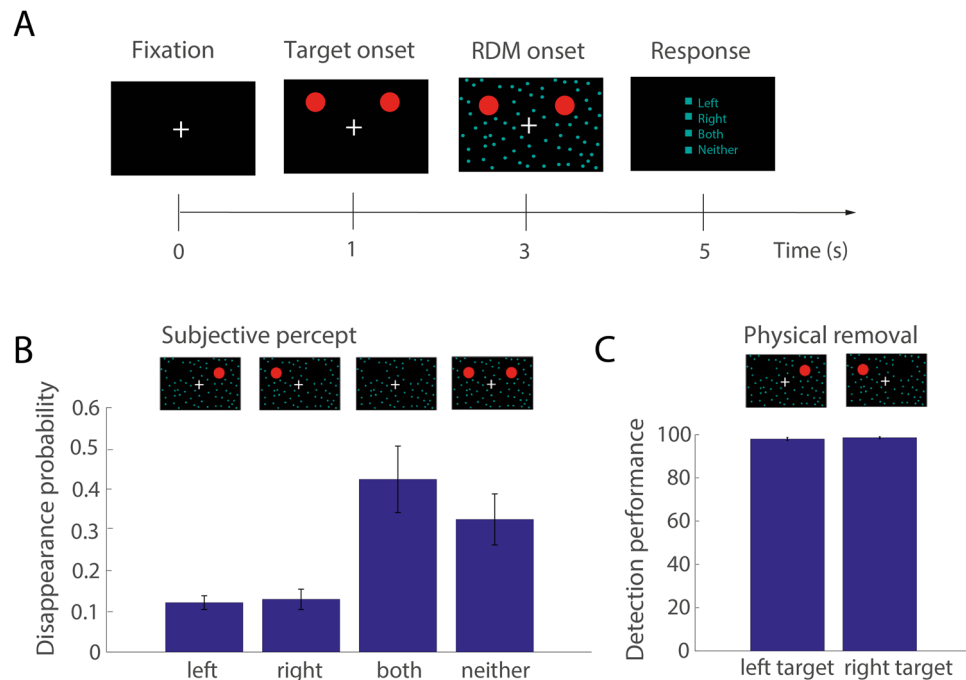 A
Fixation
Target onset
RDM onset
Response
Left
Right
Both
Neither
0
1
3
5
Time (s)
B
Subjective percept
Disappearance probability
0.6
0.5
0.4
0.3
0.2
0.1
0
left
right
both
neither
C
Physical removal
Detection performance
100
80
60
40
20
0
left target
right target